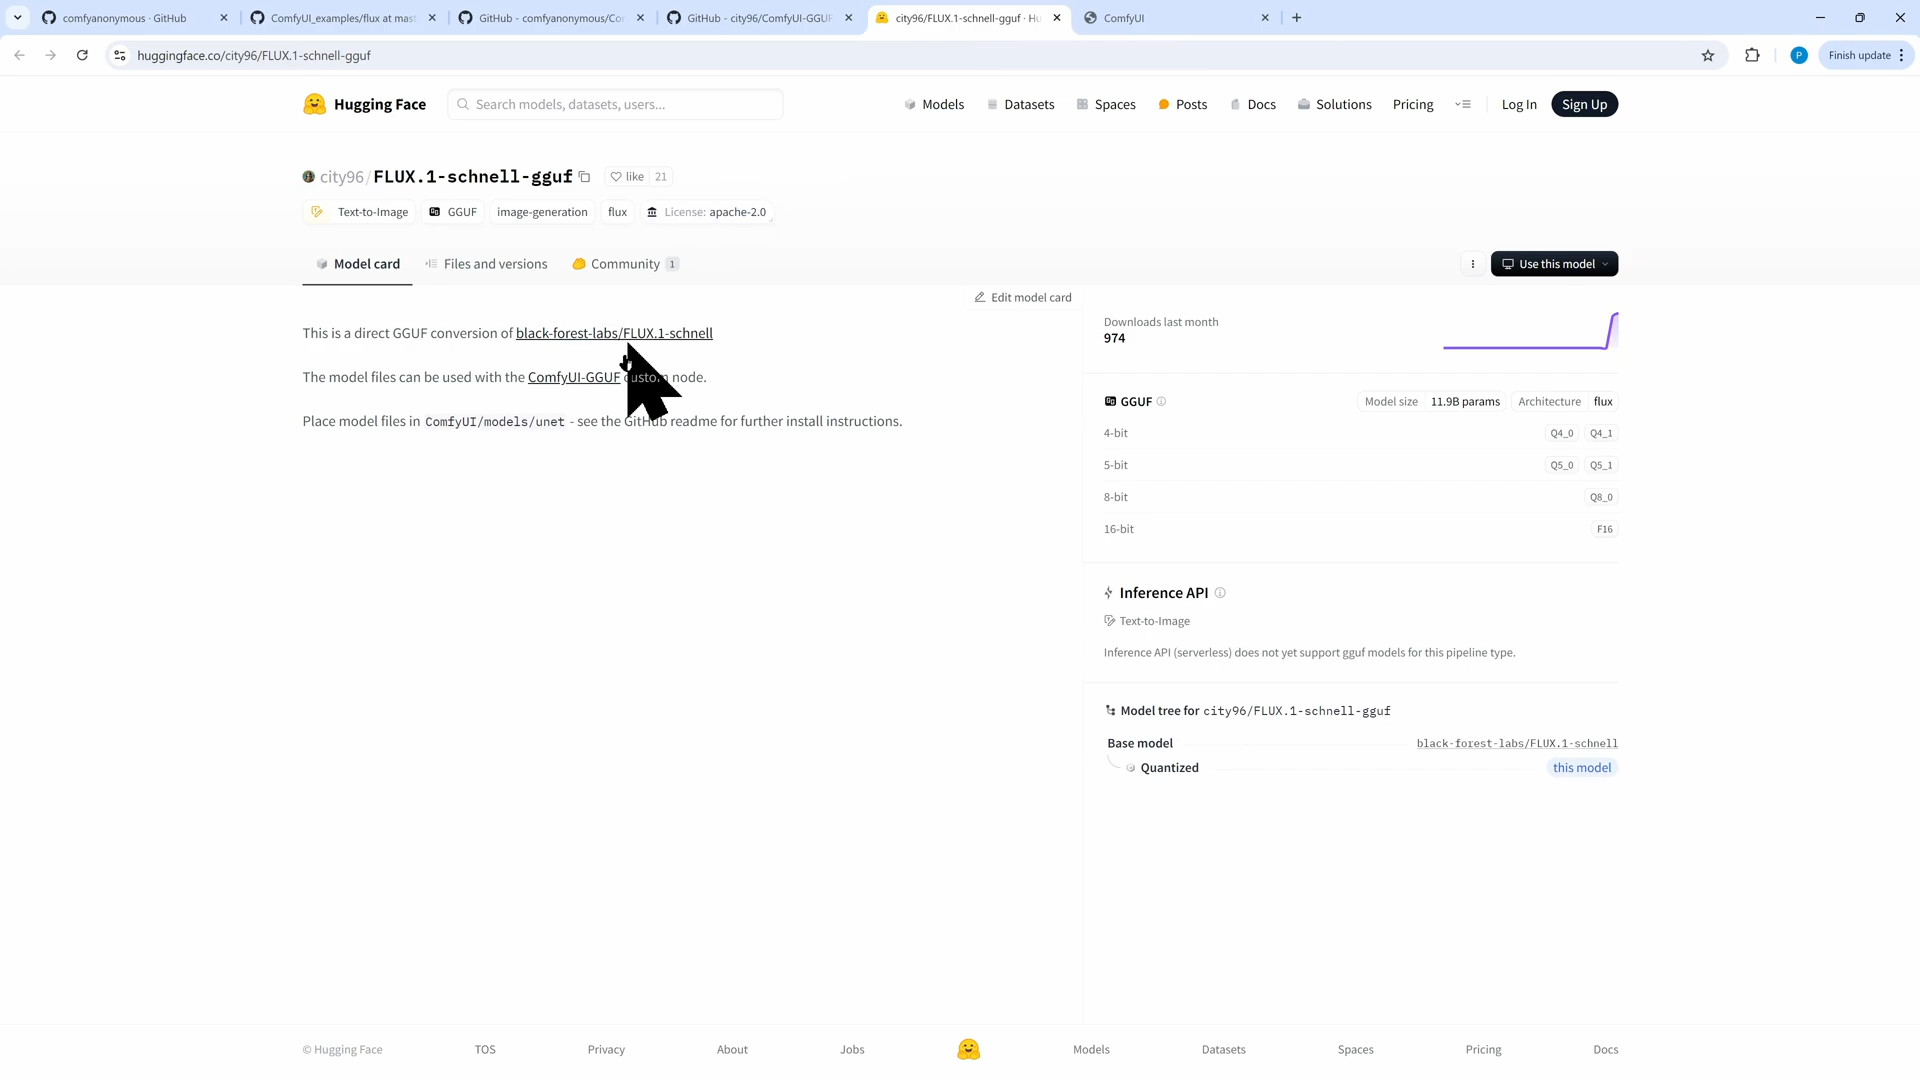 comfyanonymous · GitHub
ComfyUI_examples/flux at mast
GitHub - comfyanonymous/Co
GitHub - city96/ComfyUI-GGUF
city96/FLUX.1-schnell-gguf · Hu
ComfyUI
huggingface.co/city96/FLUX.1-schnell-gguf
P
Finish update
Hugging Face
Search models, datasets, users...
Models
Datasets
Spaces
Posts
Docs
Solutions
Pricing
Log In
Sign Up
city96/FLUX.1-schnell-gguf
like 21
Text-to-Image
GGUF
image-generation
flux
License: apache-2.0
Model card
Files and versions
Community 1
Use this model
Edit model card
This is a direct GGUF conversion of black-forest-labs/FLUX.1-schnell
The model files can be used with the ComfyUI-GGUF custom node.
Place model files in ComfyUI/models/unet - see the GitHub readme for further install instructions.
Downloads last month
974
GGUF
Model size 11.9B params
Architecture flux
4-bit
Q4_0
Q4_1
5-bit
Q5_0
Q5_1
8-bit
Q8_0
16-bit
F16
Inference API
Text-to-Image
Inference API (serverless) does not yet support gguf models for this pipeline type.
Model tree for city96/FLUX.1-schnell-gguf
Base model
black-forest-labs/FLUX.1-schnell
Quantized
this model
© Hugging Face
TOS
Privacy
About
Jobs
Models
Datasets
Spaces
Pricing
Docs